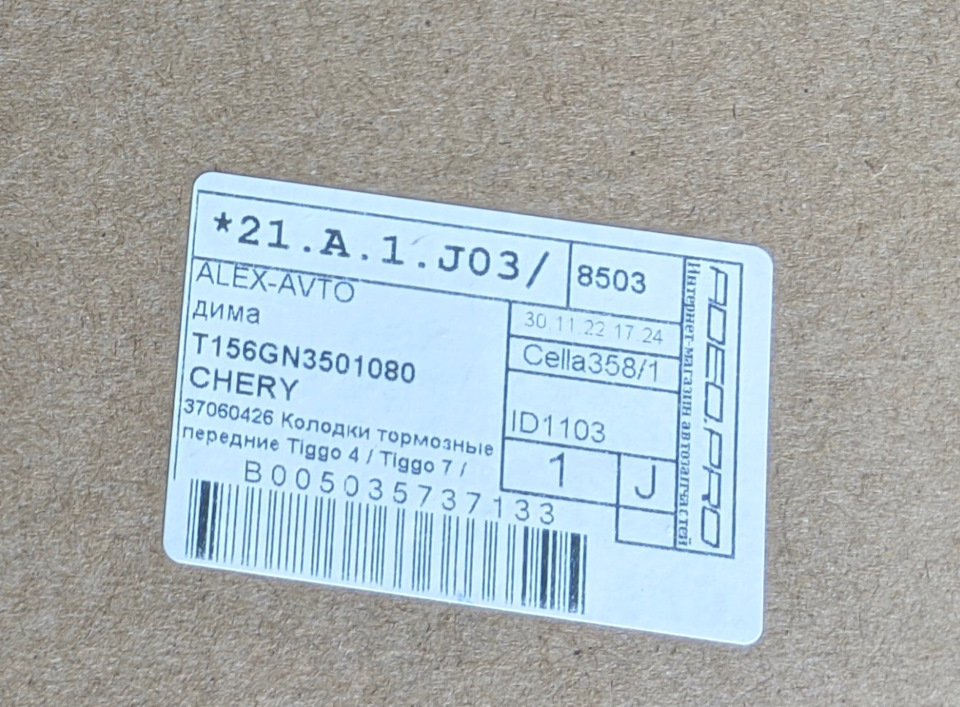 *21.A.1.J03/
8503
ALEX-AVTO
дима
T156GN3501080
CHERY
37060426 Колодки тормозные
передние Tiggo 4 / Tiggo 7 /
B005035737133
30.11.22 17:24
Cella358/1
ID1103
1
J
Интернет-магазин автозапчастей
ADEO.PRO